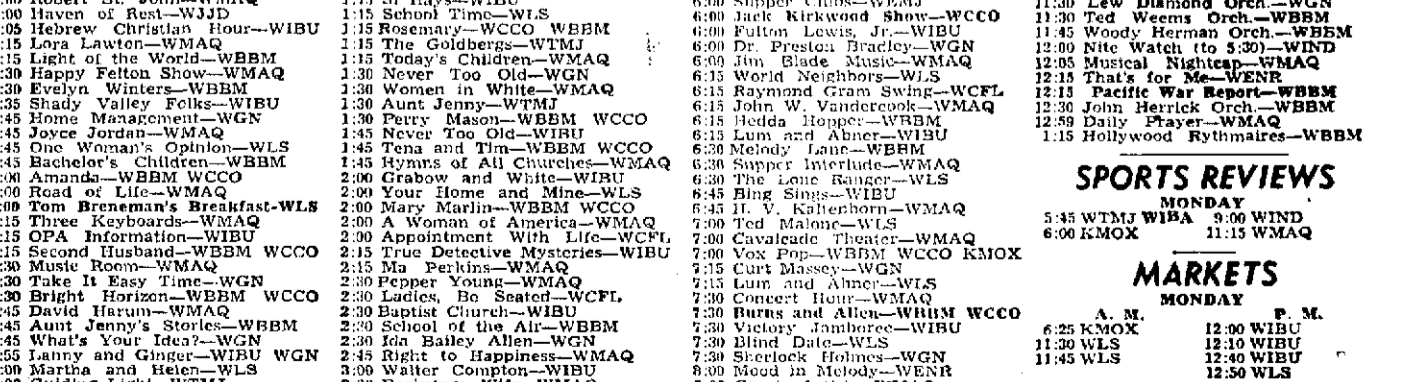 :00 Haven of Rest—WJJD
:05 Hebrew Christian Hour—WIBU
:15 Lora Lawton—WMAQ
:15 Light of the World—WBBM
:30 Happy Felton Show—WMAQ
:30 Evelyn Winters—WBBM
:35 Shady Valley Folks—WIBU
:45 Home Management—WGN
:45 Joyce Jordan—WMAQ
:45 One Woman's Opinion—WLS
:45 Bachelor's Children—WBBM
:00 Amanda—WBBM WCCO
:00 Road of Life—WMAQ
:00 Tom Breneman's Breakfast-WLS
:15 Three Keyboards—WMAQ
:15 OPA Information—WIBU
:15 Second Husband—WBBM WCCO
:30 Music Room—WMAQ
:30 Take It Easy Time—WGN
:30 Bright Horizon—WBBM WCCO
:45 David Harum—WMAQ
:45 Aunt Jenny's Stories—WBBM
:45 What's Your Idea?—WGN
:55 Lanny and Ginger—WIBU WGN
:00 Martha and Helen—WLS
1:15 School Time—WLS
1:15 Rosemary—WCCO WBBM
1:15 The Goldbergs—WTMJ
1:15 Today's Children—WMAQ
1:30 Never Too Old—WGN
1:30 Women in White—WMAQ
1:30 Aunt Jenny—WTMJ
1:30 Perry Mason—WBBM WCCO
1:45 Never Too Old—WIBU
1:45 Tena and Tim—WBBM WCCO
1:45 Hymns of All Churches—WMAQ
2:00 Grabow and White—WIBU
2:00 Your Home and Mine—WLS
2:00 Mary Marlin—WBBM WCCO
2:00 A Woman of America—WMAQ
2:00 Appointment With Life—WCFL
2:15 True Detective Mysteries—WIBU
2:15 Ma Perkins—WMAQ
2:30 Pepper Young—WMAQ
2:30 Ladies, Be Seated—WCFL
2:30 Baptist Church—WIBU
2:30 School of the Air—WBBM
2:30 Ida Bailey Allen—WGN
2:45 Right to Happiness—WMAQ
3:00 Walter Compton—WIBU
6:00 Jack Kirkwood Show—WCCO
6:00 Fulton Lewis, Jr.—WIBU
6:00 Dr. Preston Bradley—WGN
6:00 Jim Blade Music—WMAQ
6:15 World Neighbors—WLS
6:15 Raymond Gram Swing—WCFL
6:15 John W. Vandercook—WMAQ
6:15 Hedda Hopper—WBBM
6:15 Lum and Abner—WIBU
6:30 Melody Lane—WBBM
6:30 Supper Interlude—WMAQ
6:30 The Lone Ranger—WLS
6:45 Bing Sings—WIBU
6:45 H. V. Kaltenborn—WMAQ
7:00 Ted Malone—WLS
7:00 Cavalcade Theater—WMAQ
7:00 Vox Pop—WBBM WCCO KMOX
7:15 Curt Massey—WGN
7:15 Lum and Abner—WLS
7:30 Concert Hour—WMAQ
7:30 Burns and Allen—WBBM WCCO
7:30 Victory Jamboree—WIBU
7:30 Blind Date—WLS
7:30 Sherlock Holmes—WGN
8:00 Mood in Melody—WENR
11:30 Lew Diamond Orch.—WGN
11:30 Ted Weems Orch.—WBBM
11:45 Woody Herman Orch.—WBBM
12:00 Nite Watch (to 5:30)—WIND
12:05 Musical Nightcap—WMAQ
12:15 That's for Me—WENR
12:15 Pacific War Report—WBBM
12:30 John Herrick Orch.—WBBM
12:59 Daily Prayer—WMAQ
1:15 Hollywood Rythmaires—WBBM
SPORTS REVIEWS
MONDAY
5:45 WTMJ WIBA 9:00 WIND
6:00 KMOX 11:15 WMAQ
MARKETS
MONDAY
A. M. P. M.
6:25 KMOX 12:00 WIBU
11:30 WLS 12:10 WIBU
11:45 WLS 12:40 WIBU
12:50 WLS